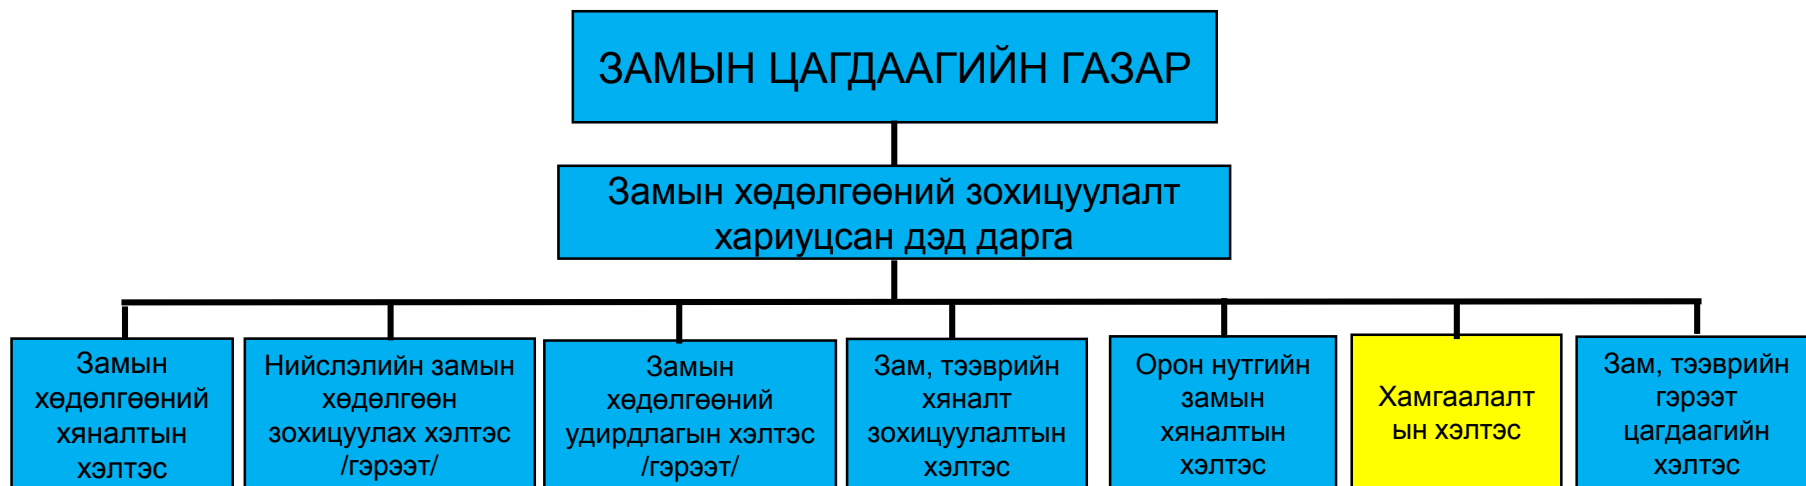 ЗАМЫН ЦАГДААГИЙН ГАЗАР
Замын хөдөлгөөний зохицуулалт
хариуцсан дэд дарга
Замын
хөдөлгөөний
хяналтын
хэлтэс
Нийслэлийн замын
хөдөлгөөн
зохицуулах хэлтэс
/гэрээт/
Замын
хөдөлгөөний
удирдлагын хэлтэс
/гэрээт/
Зам, тээврийн
хяналт
зохицуулалтын
хэлтэс
Орон нутгийн
замын
хяналтын
хэлтэс
Хамгаалалт
ын хэлтэс
Зам, тээврийн
гэрээт
цагдаагийн
хэлтэс